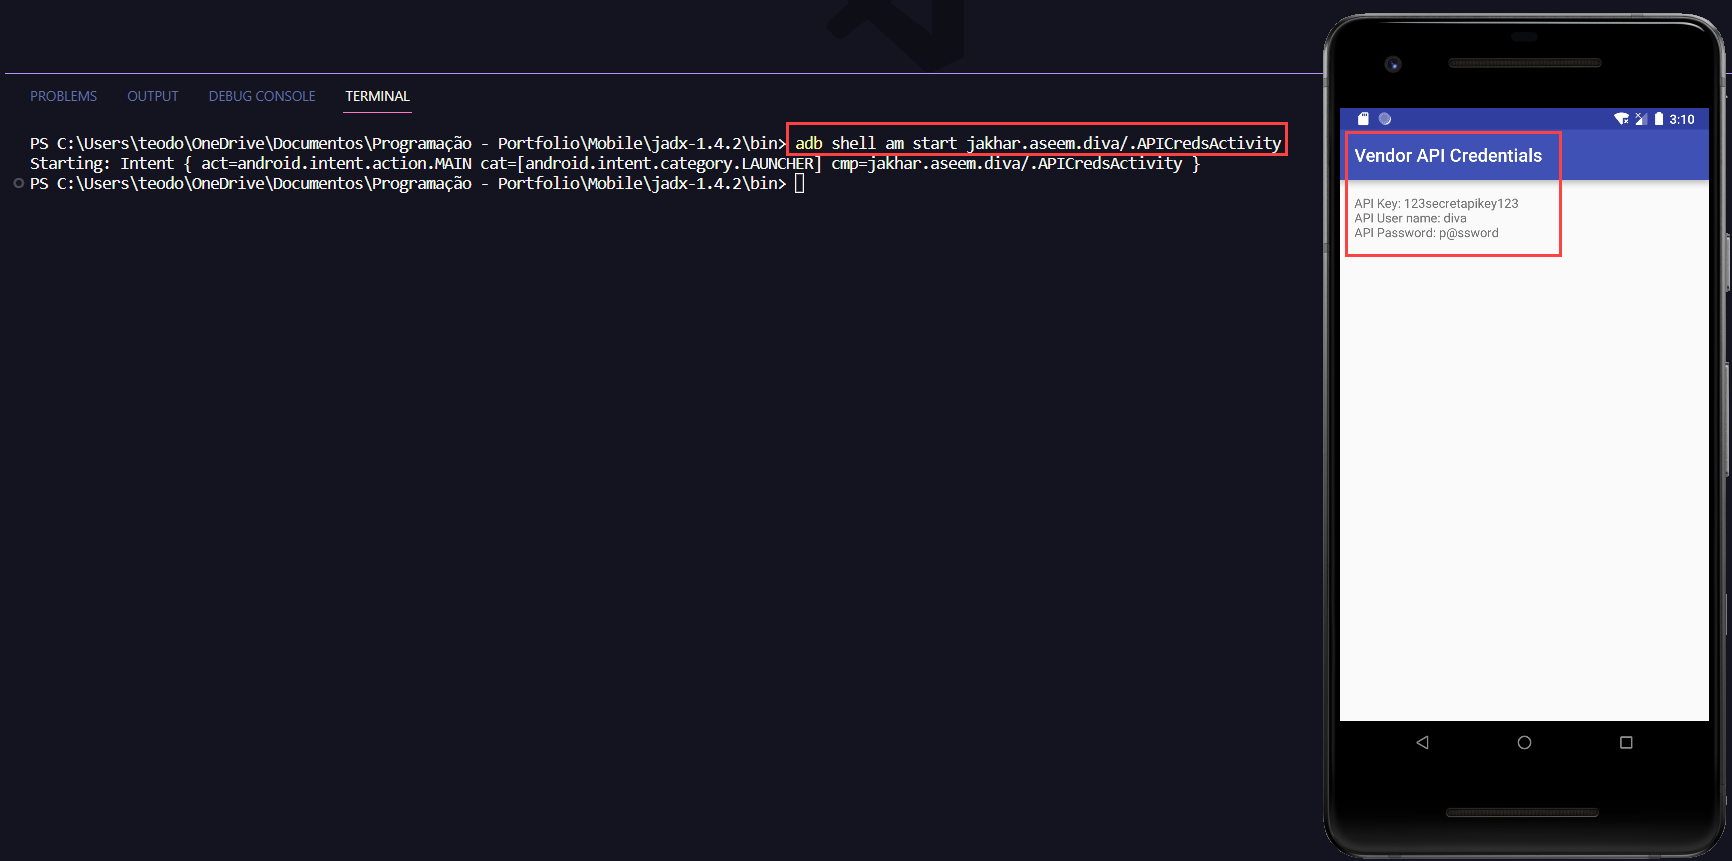 PROBLEMS OUTPUT DEBUG CONSOLE TERMINAL
PS C:\Users\teodo\OneDrive\Documentos\Programação - Portfolio\Mobile\jadx-1.4.2\bin> adb shell am start jakhar.aseem.diva/.APICredsActivity
Starting: Intent { act=android.intent.action.MAIN cat=[android.intent.category.LAUNCHER] cmp=jakhar.aseem.diva/.APICredsActivity }
PS C:\Users\teodo\OneDrive\Documentos\Programação - Portfolio\Mobile\jadx-1.4.2\bin>
3:10
Vendor API Credentials
API Key: 123secretapikey123
API User name: diva
API Password: p@ssword